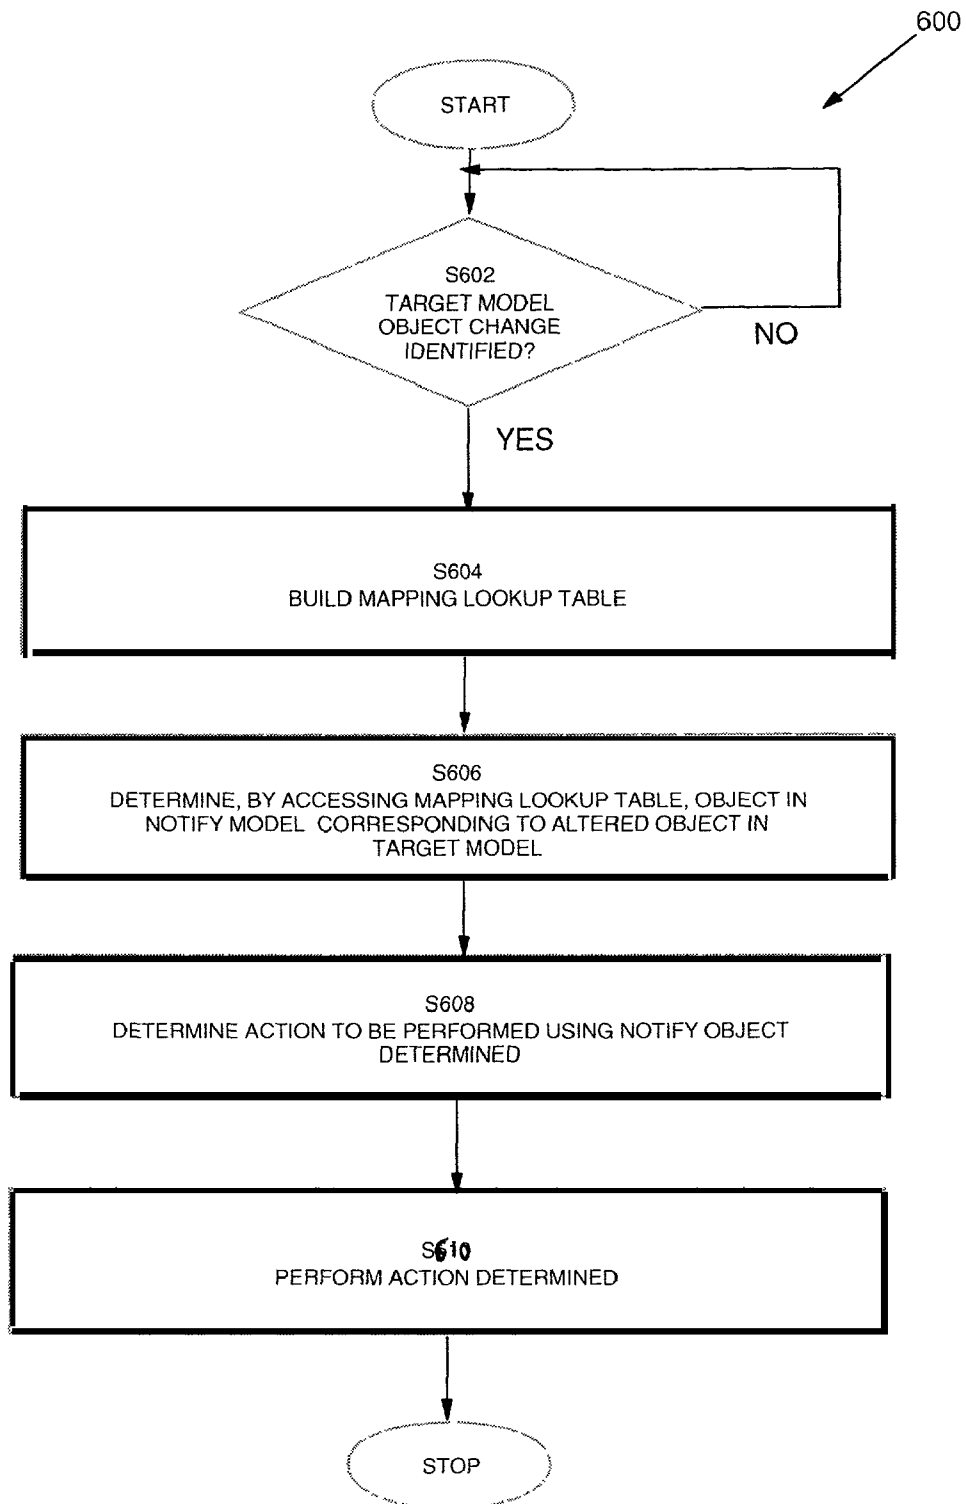 600
START
S602
TARGET MODEL
OBJECT CHANGE
IDENTIFIED?
NO
YES
S604
BUILD MAPPING LOOKUP TABLE
S606
DETERMINE, BY ACCESSING MAPPING LOOKUP TABLE, OBJECT IN
NOTIFY MODEL CORRESPONDING TO ALTERED OBJECT IN
TARGET MODEL
S608
DETERMINE ACTION TO BE PERFORMED USING NOTIFY OBJECT
DETERMINED
S610
PERFORM ACTION DETERMINED
STOP